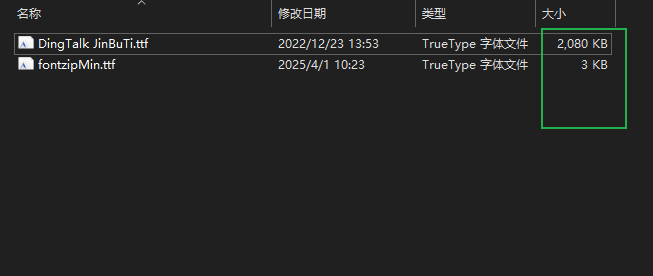 名称 修改日期 类型 大小
DingTalk JinBuTi.ttf 2022/12/23 13:53 TrueType 字体文件 2,080 KB
fontzipMin.ttf 2025/4/1 10:23 TrueType 字体文件 3 KB